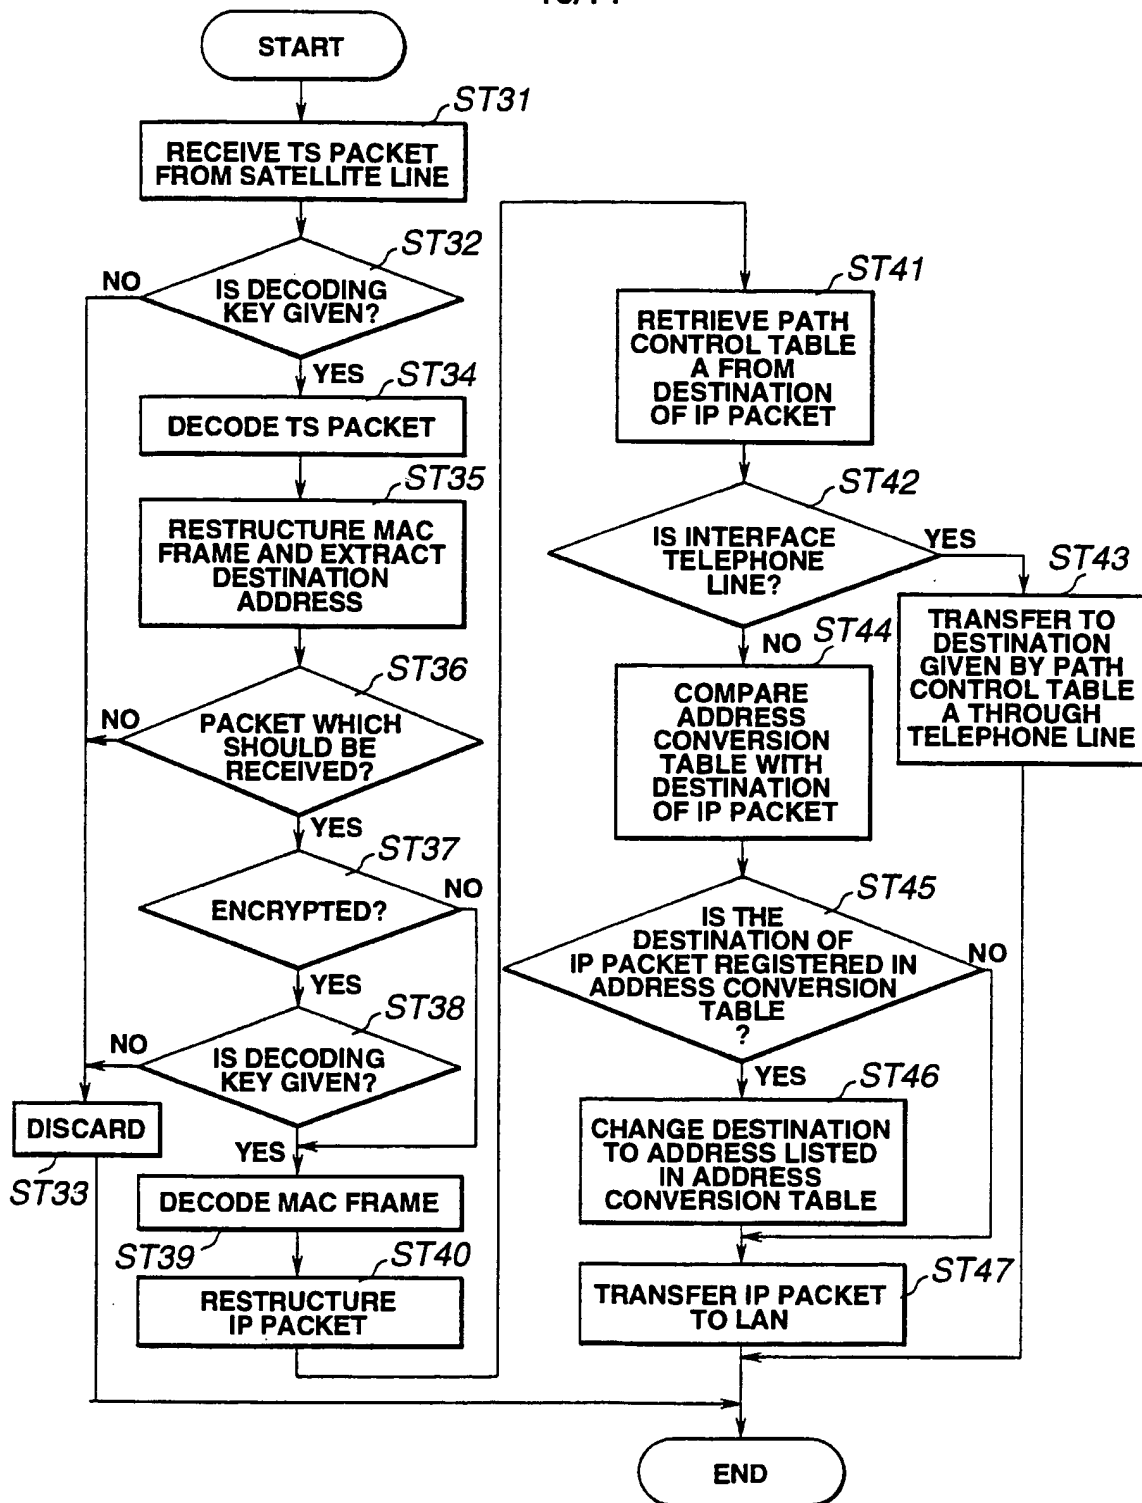 START
ST31
RECEIVE TS PACKET
FROM SATELLITE LINE
ST32
NO
IS DECODING
KEY GIVEN?
YES
ST34
DECODE TS PACKET
ST35
RESTRUCTURE MAC
FRAME AND EXTRACT
DESTINATION
ADDRESS
ST36
NO
PACKET WHICH
SHOULD BE
RECEIVED?
YES
ST37
NO
ENCRYPTED?
YES
ST38
NO
IS DECODING
KEY GIVEN?
DISCARD
ST33
YES
DECODE MAC FRAME
ST39
ST40
RESTRUCTURE
IP PACKET
ST41
RETRIEVE PATH
CONTROL TABLE
A FROM
DESTINATION
OF IP PACKET
ST42
IS INTERFACE
TELEPHONE
LINE?
YES
ST43
TRANSFER TO
DESTINATION
GIVEN BY PATH
CONTROL TABLE
A THROUGH
TELEPHONE LINE
NO
ST44
COMPARE
ADDRESS
CONVERSION
TABLE WITH
DESTINATION
OF IP PACKET
ST45
IS THE
DESTINATION OF
IP PACKET REGISTERED IN
ADDRESS CONVERSION
TABLE
?
NO
YES
ST46
CHANGE DESTINATION
TO ADDRESS LISTED
IN ADDRESS
CONVERSION TABLE
ST47
TRANSFER IP PACKET
TO LAN
END